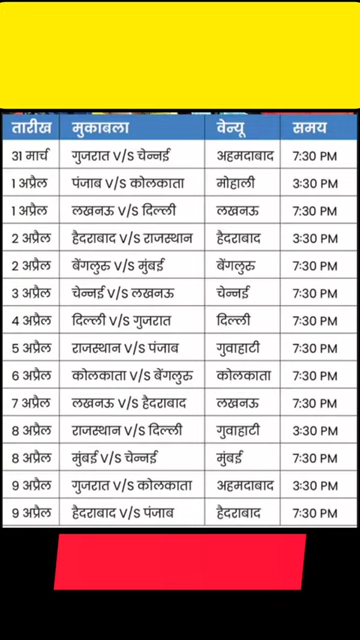 तारीख मुकाबला वेन्यू समय
31 मार्च गुजरात V/S चेन्नई अहमदाबाद 7:30 PM
1 अप्रैल पंजाब V/S कोलकाता मोहाली 3:30 PM
1 अप्रैल लखनऊ V/S दिल्ली लखनऊ 7:30 PM
2 अप्रैल हैदराबाद V/S राजस्थान हैदराबाद 3:30 PM
2 अप्रैल बेंगलुरु V/S मुंबई बेंगलुरु 7:30 PM
3 अप्रैल चेन्नई V/S लखनऊ चेन्नई 7:30 PM
4 अप्रैल दिल्ली V/S गुजरात दिल्ली 7:30 PM
5 अप्रैल राजस्थान V/S पंजाब गुवाहाटी 7:30 PM
6 अप्रैल कोलकाता V/S बेंगलुरु कोलकाता 7:30 PM
7 अप्रैल लखनऊ V/S हैदराबाद लखनऊ 7:30 PM
8 अप्रैल राजस्थान V/S दिल्ली गुवाहाटी 3:30 PM
8 अप्रैल मुंबई V/S चेन्नई मुंबई 7:30 PM
9 अप्रैल गुजरात V/S कोलकाता अहमदाबाद 3:30 PM
9 अप्रैल हैदराबाद V/S पंजाब हैदराबाद 7:30 PM